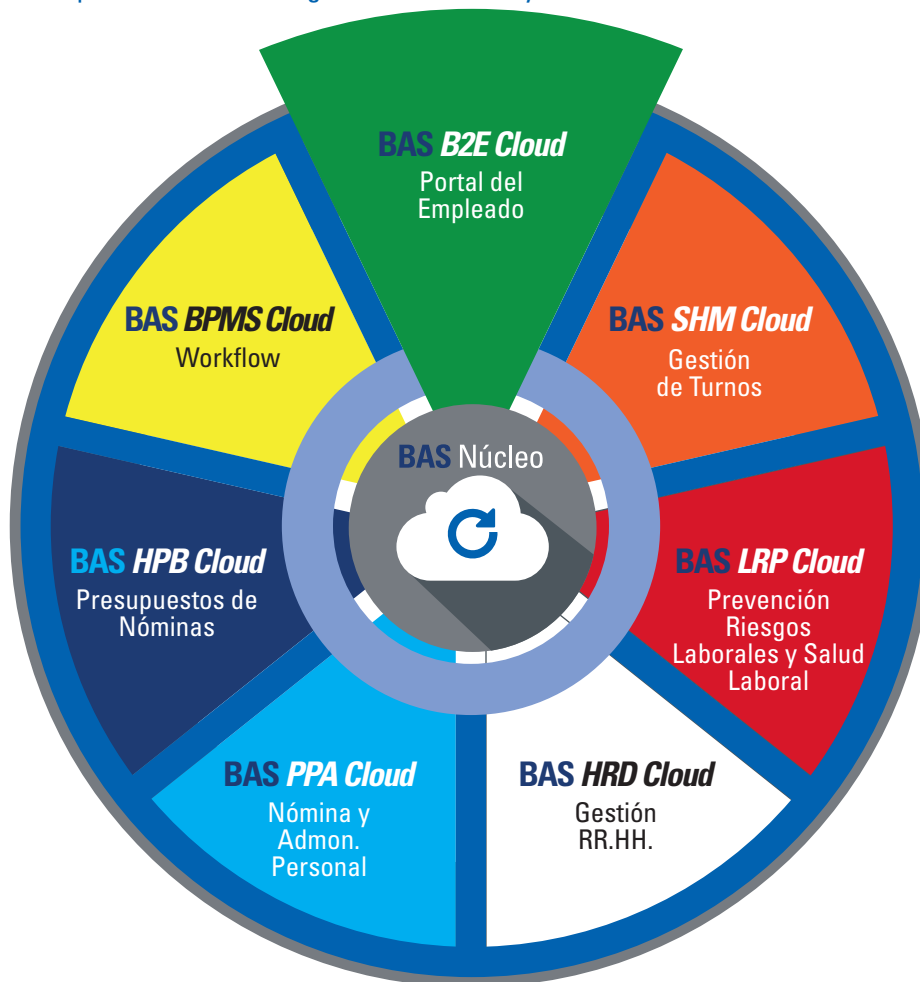 BAS B2E Cloud
Portal del
Empleado
BAS SHM Cloud
Gestión
de Turnos
BAS LRP Cloud
Prevención
Riesgos
Laborales y Salud
Laboral
BAS HRD Cloud
Gestión
RR.HH.
BAS PPA Cloud
Nómina y
Admon.
Personal
BAS HPB Cloud
Presupuestos de
Nóminas
BAS BPMS Cloud
Workflow
BAS Núcleo